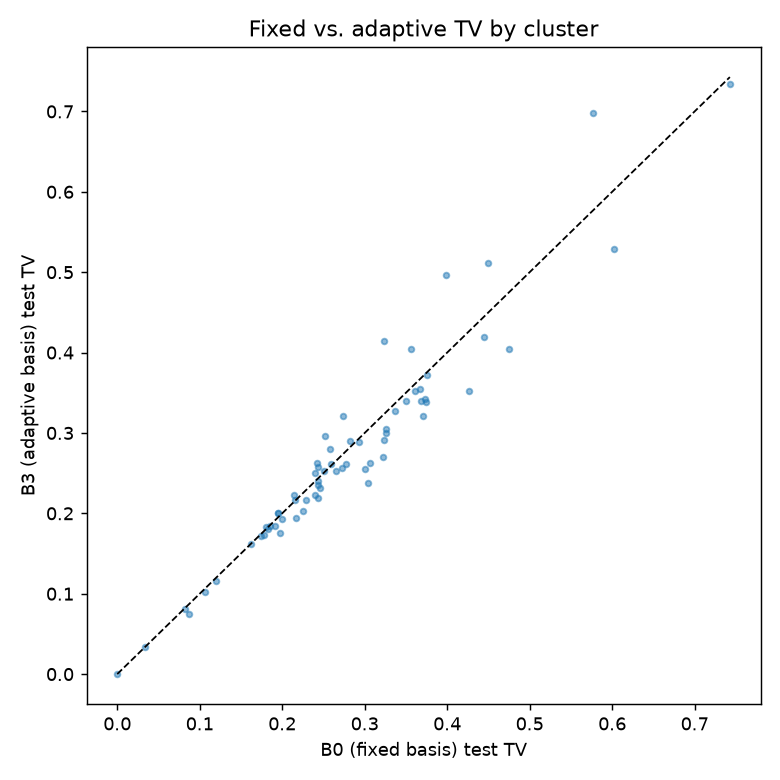 Fixed vs. adaptive TV by cluster
B3 (adaptive basis) test TV
0.7
0.6
0.5
0.4
0.3
0.2
0.1
0.0
0.0 0.1 0.2 0.3 0.4 0.5 0.6 0.7
B0 (fixed basis) test TV